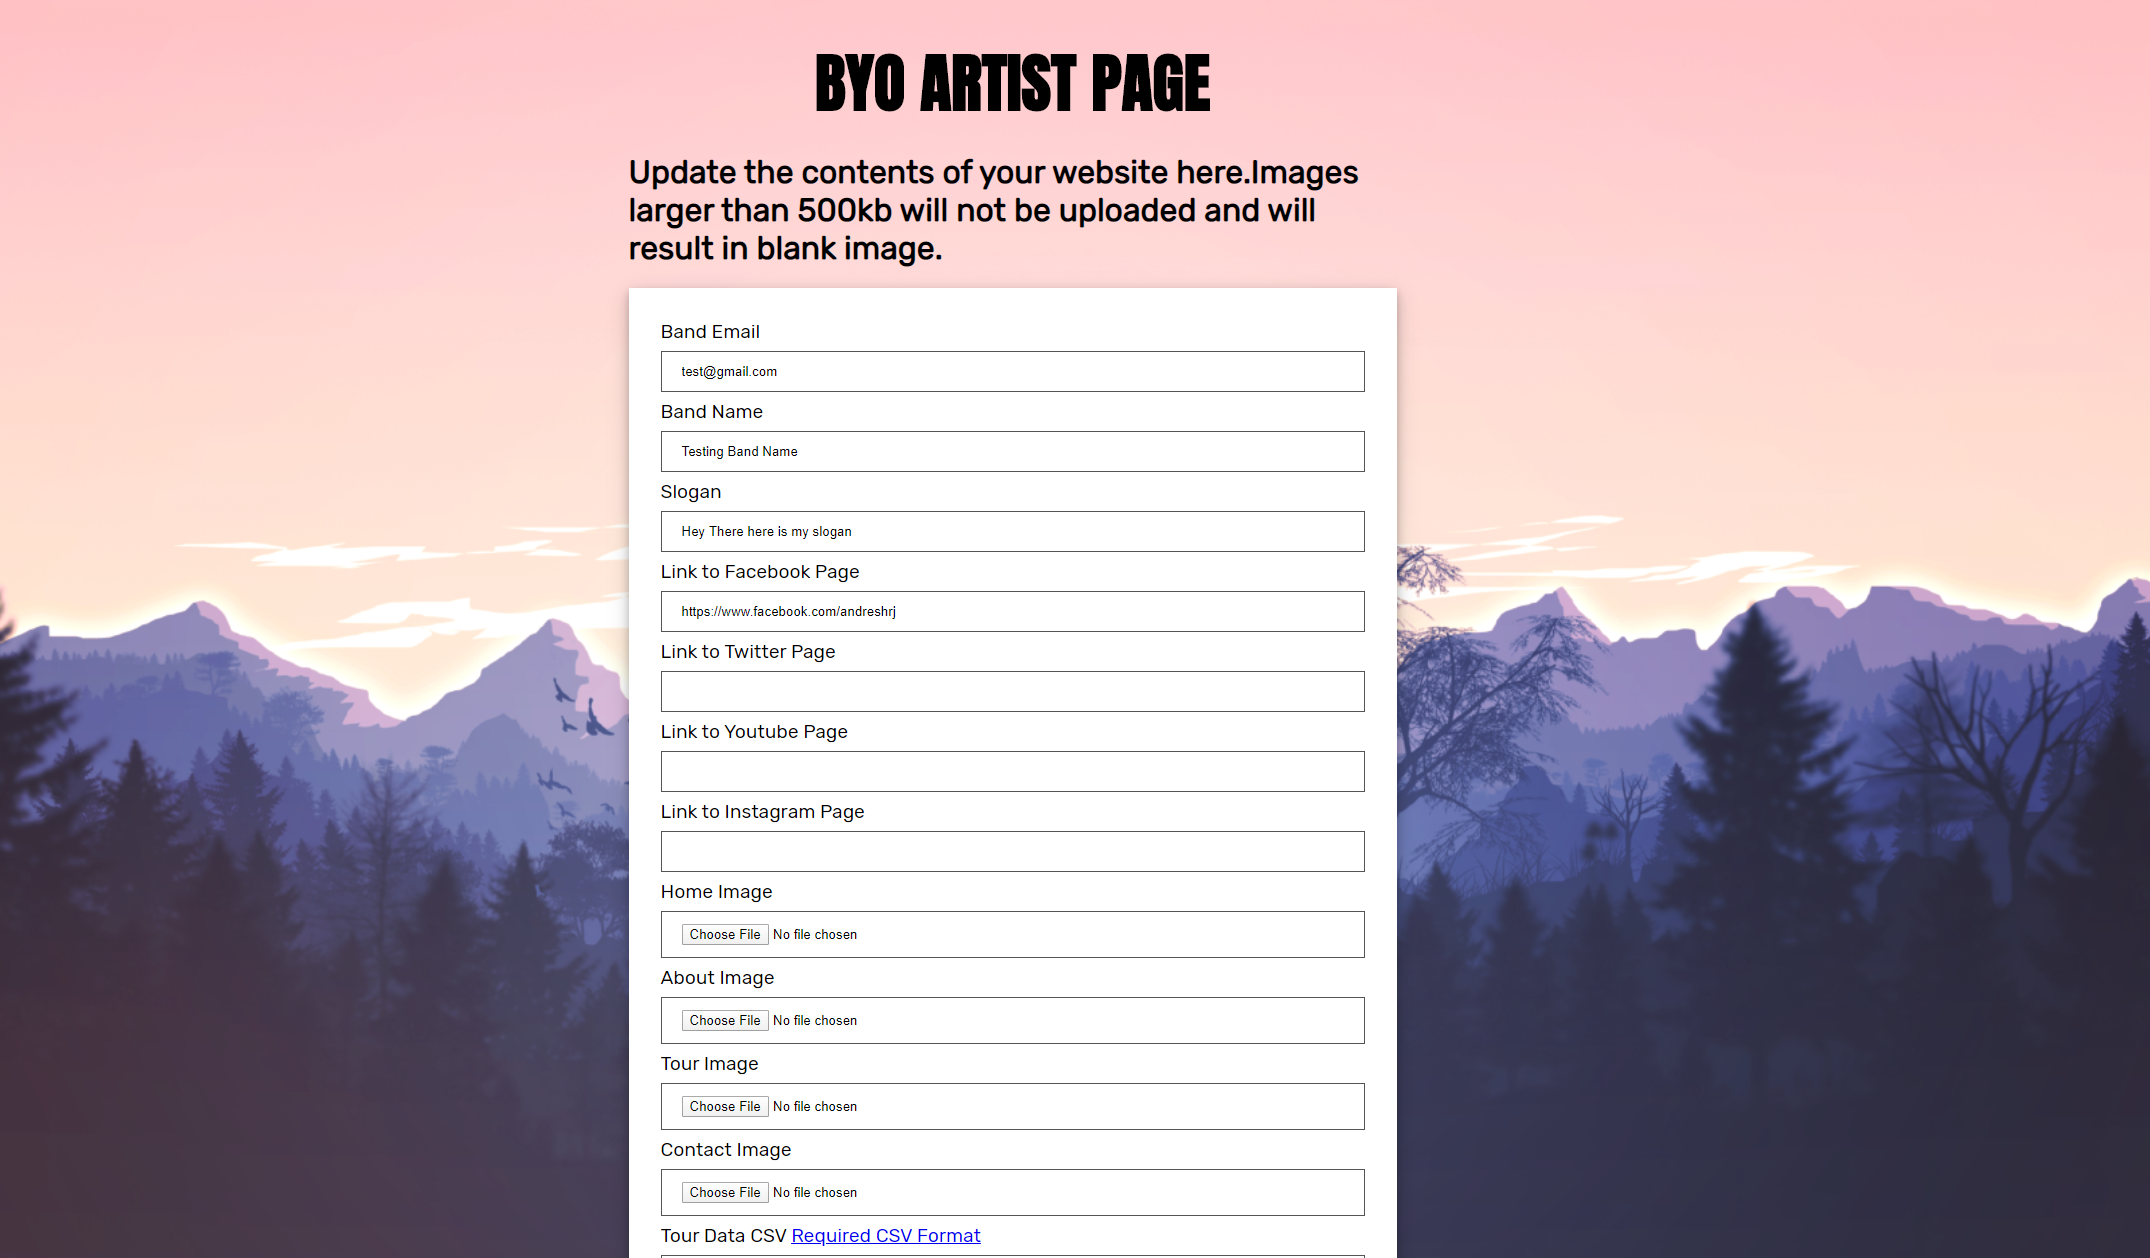 BYO ARTIST PAGE
Update the contents of your website here.Images
larger than 500kb will not be uploaded and will
result in blank image.
Band Email
test@gmail.com
Band Name
Testing Band Name
Slogan
Hey There here is my slogan
Link to Facebook Page
https://www.facebook.com/andreshrj
Link to Twitter Page
Link to Youtube Page
Link to Instagram Page
Home Image
Choose File No file chosen
About Image
Choose File No file chosen
Tour Image
Choose File No file chosen
Contact Image
Choose File No file chosen
Tour Data CSV Required CSV Format